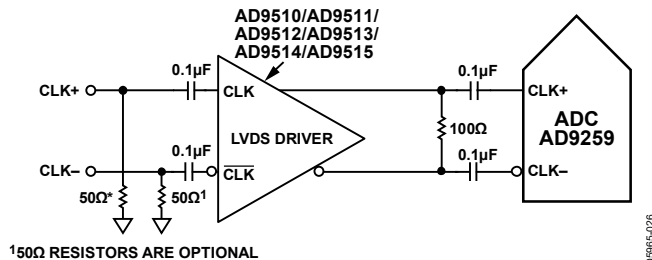 AD9510/AD9511/
AD9512/AD9513/
AD9514/AD9515
0.1µF
0.1µF
CLK+
CLK
CLK+
LVDS DRIVER
100Ω
ADC
AD9259
0.1µF
0.1µF
CLK–
CLK
CLK–
50Ω*
50Ω¹
¹50Ω RESISTORS ARE OPTIONAL
05965-026